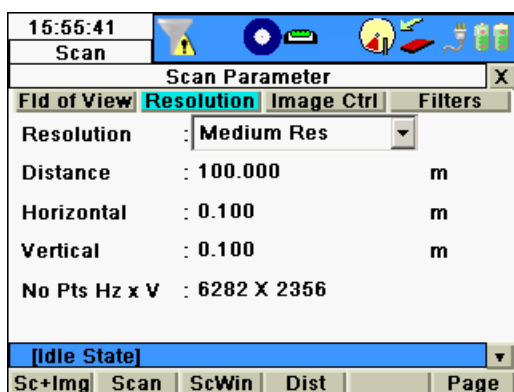 15:55:41
Scan
Scan Parameter X
Fld of View Resolution Image Ctrl Filters
Resolution : Medium Res
Distance : 100.000 m
Horizontal : 0.100 m
Vertical : 0.100 m
No Pts Hz x V : 6282 X 2356
[Idle State]
Sc+Img Scan ScWin Dist Page